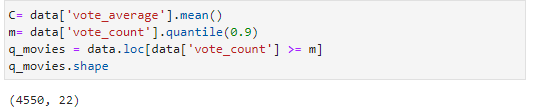 C= data['vote_average'].mean()
m= data['vote_count'].quantile(0.9)
q_movies = data.loc[data['vote_count'] >= m]
q_movies.shape
(4550, 22)